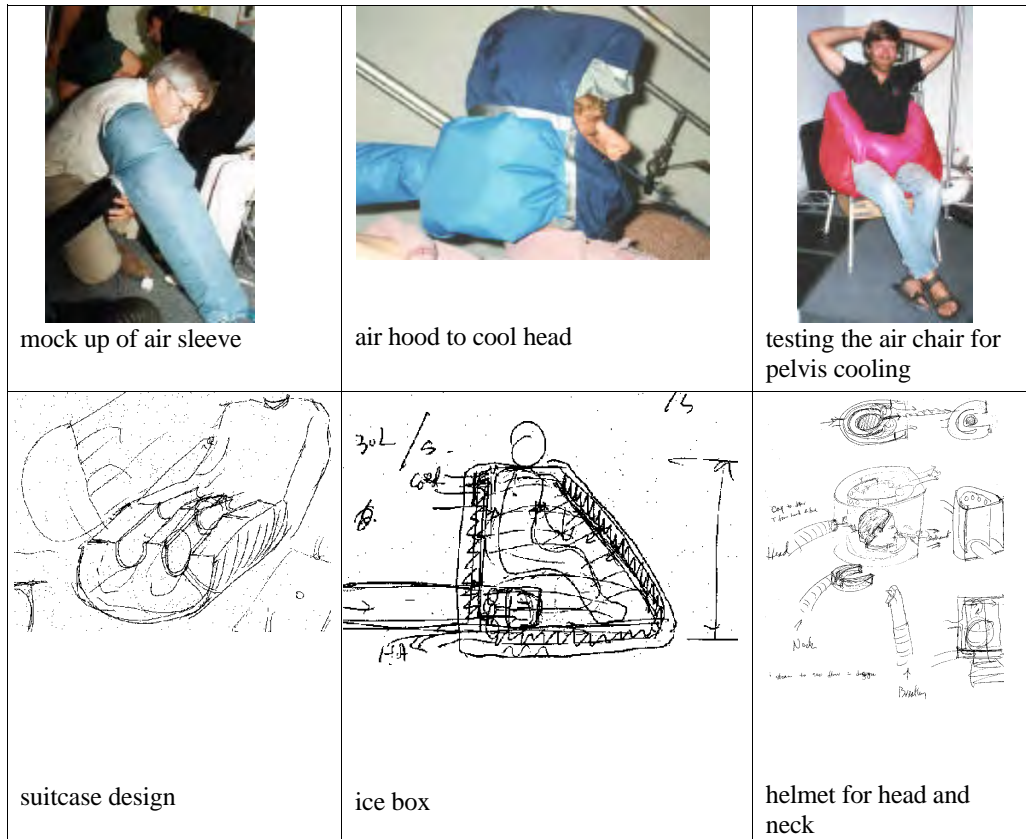 mock up of air sleeve
air hood to cool head
testing the air chair for
pelvis cooling
30L/s.
Head
Neck
suitcase design
ice box
helmet for head and
neck